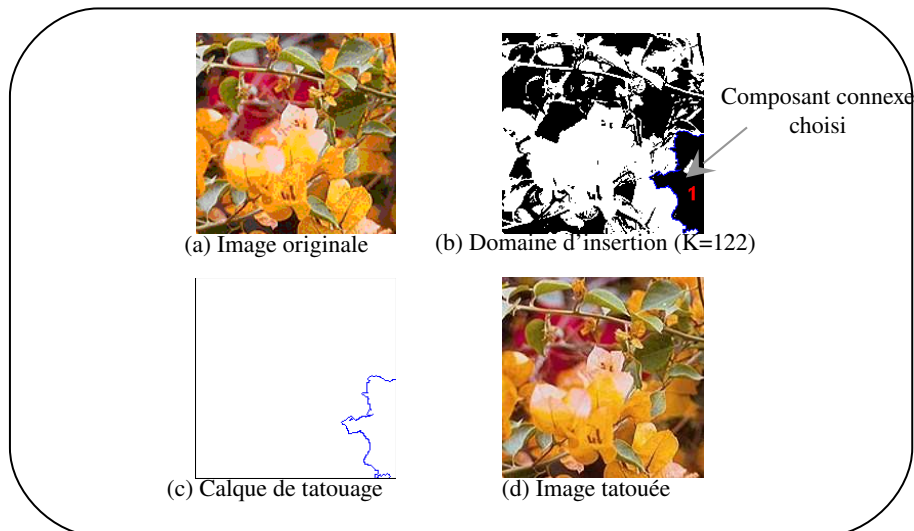 Composant connexe
choisi
1
(a) Image originale
(b) Domaine d'insertion (K=122)
(c) Calque de tatouage
(d) Image tatouée